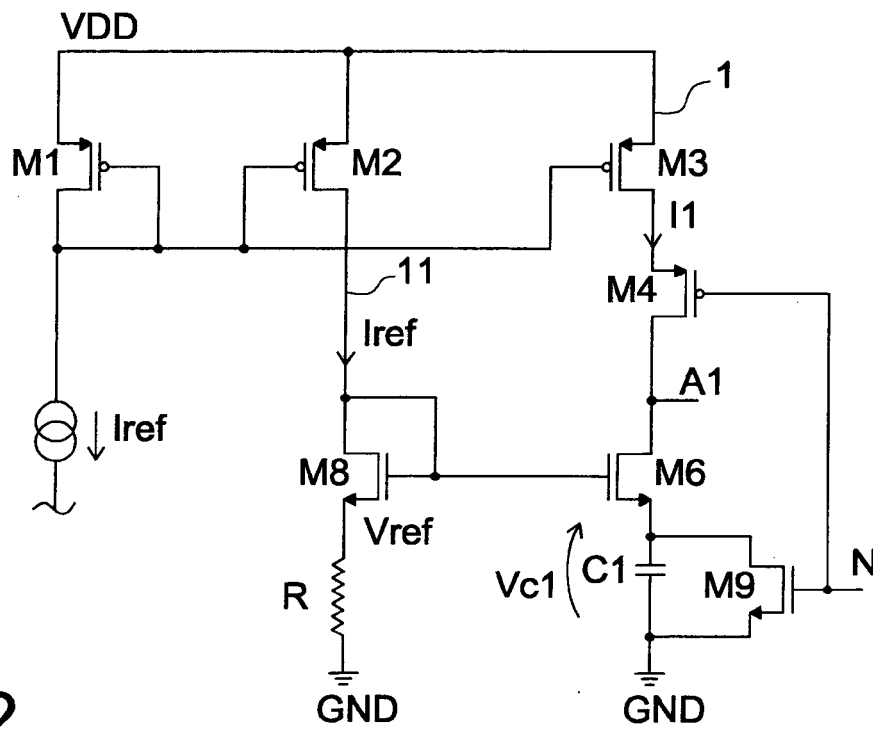 VDD
1
M1
M2
M3
I1
11
M4
Iref
A1
Iref
M8
M6
Vref
N
R
Vc1
C1
M9
GND
GND